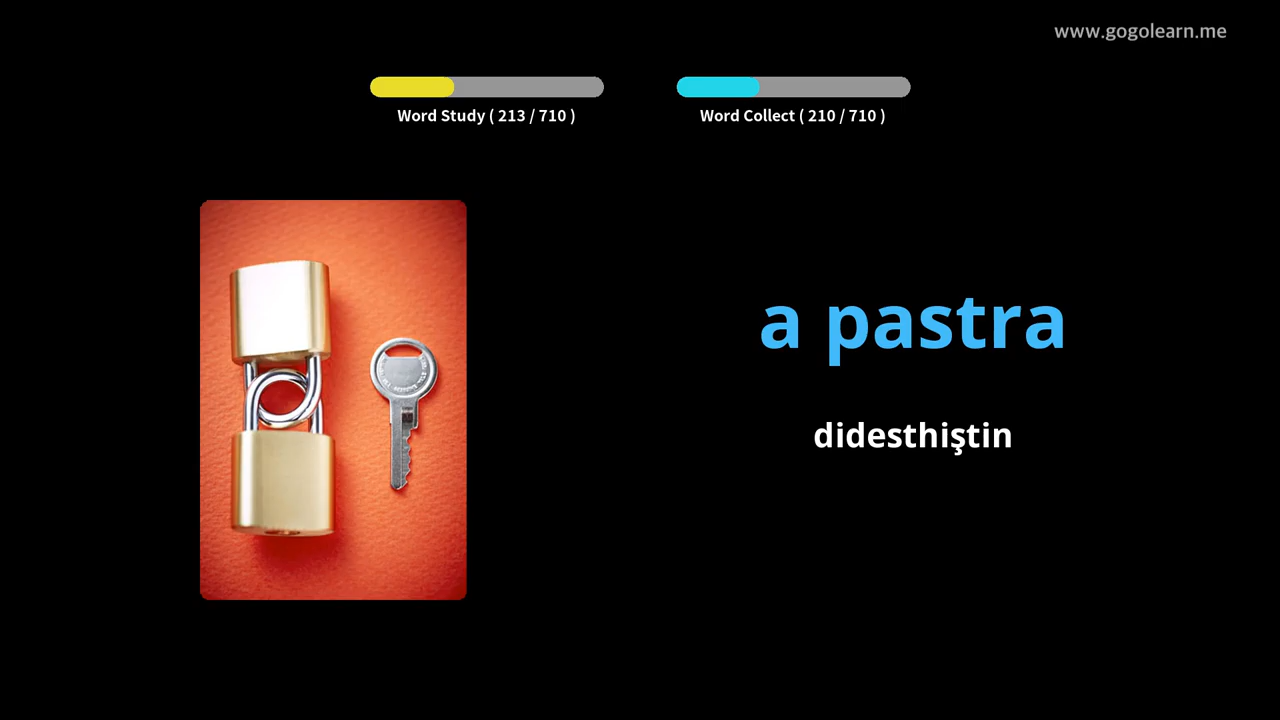 www.gogolearn.me
Word Study ( 213 / 710 )
Word Collect ( 210 / 710 )
a pastra
didesthiştin